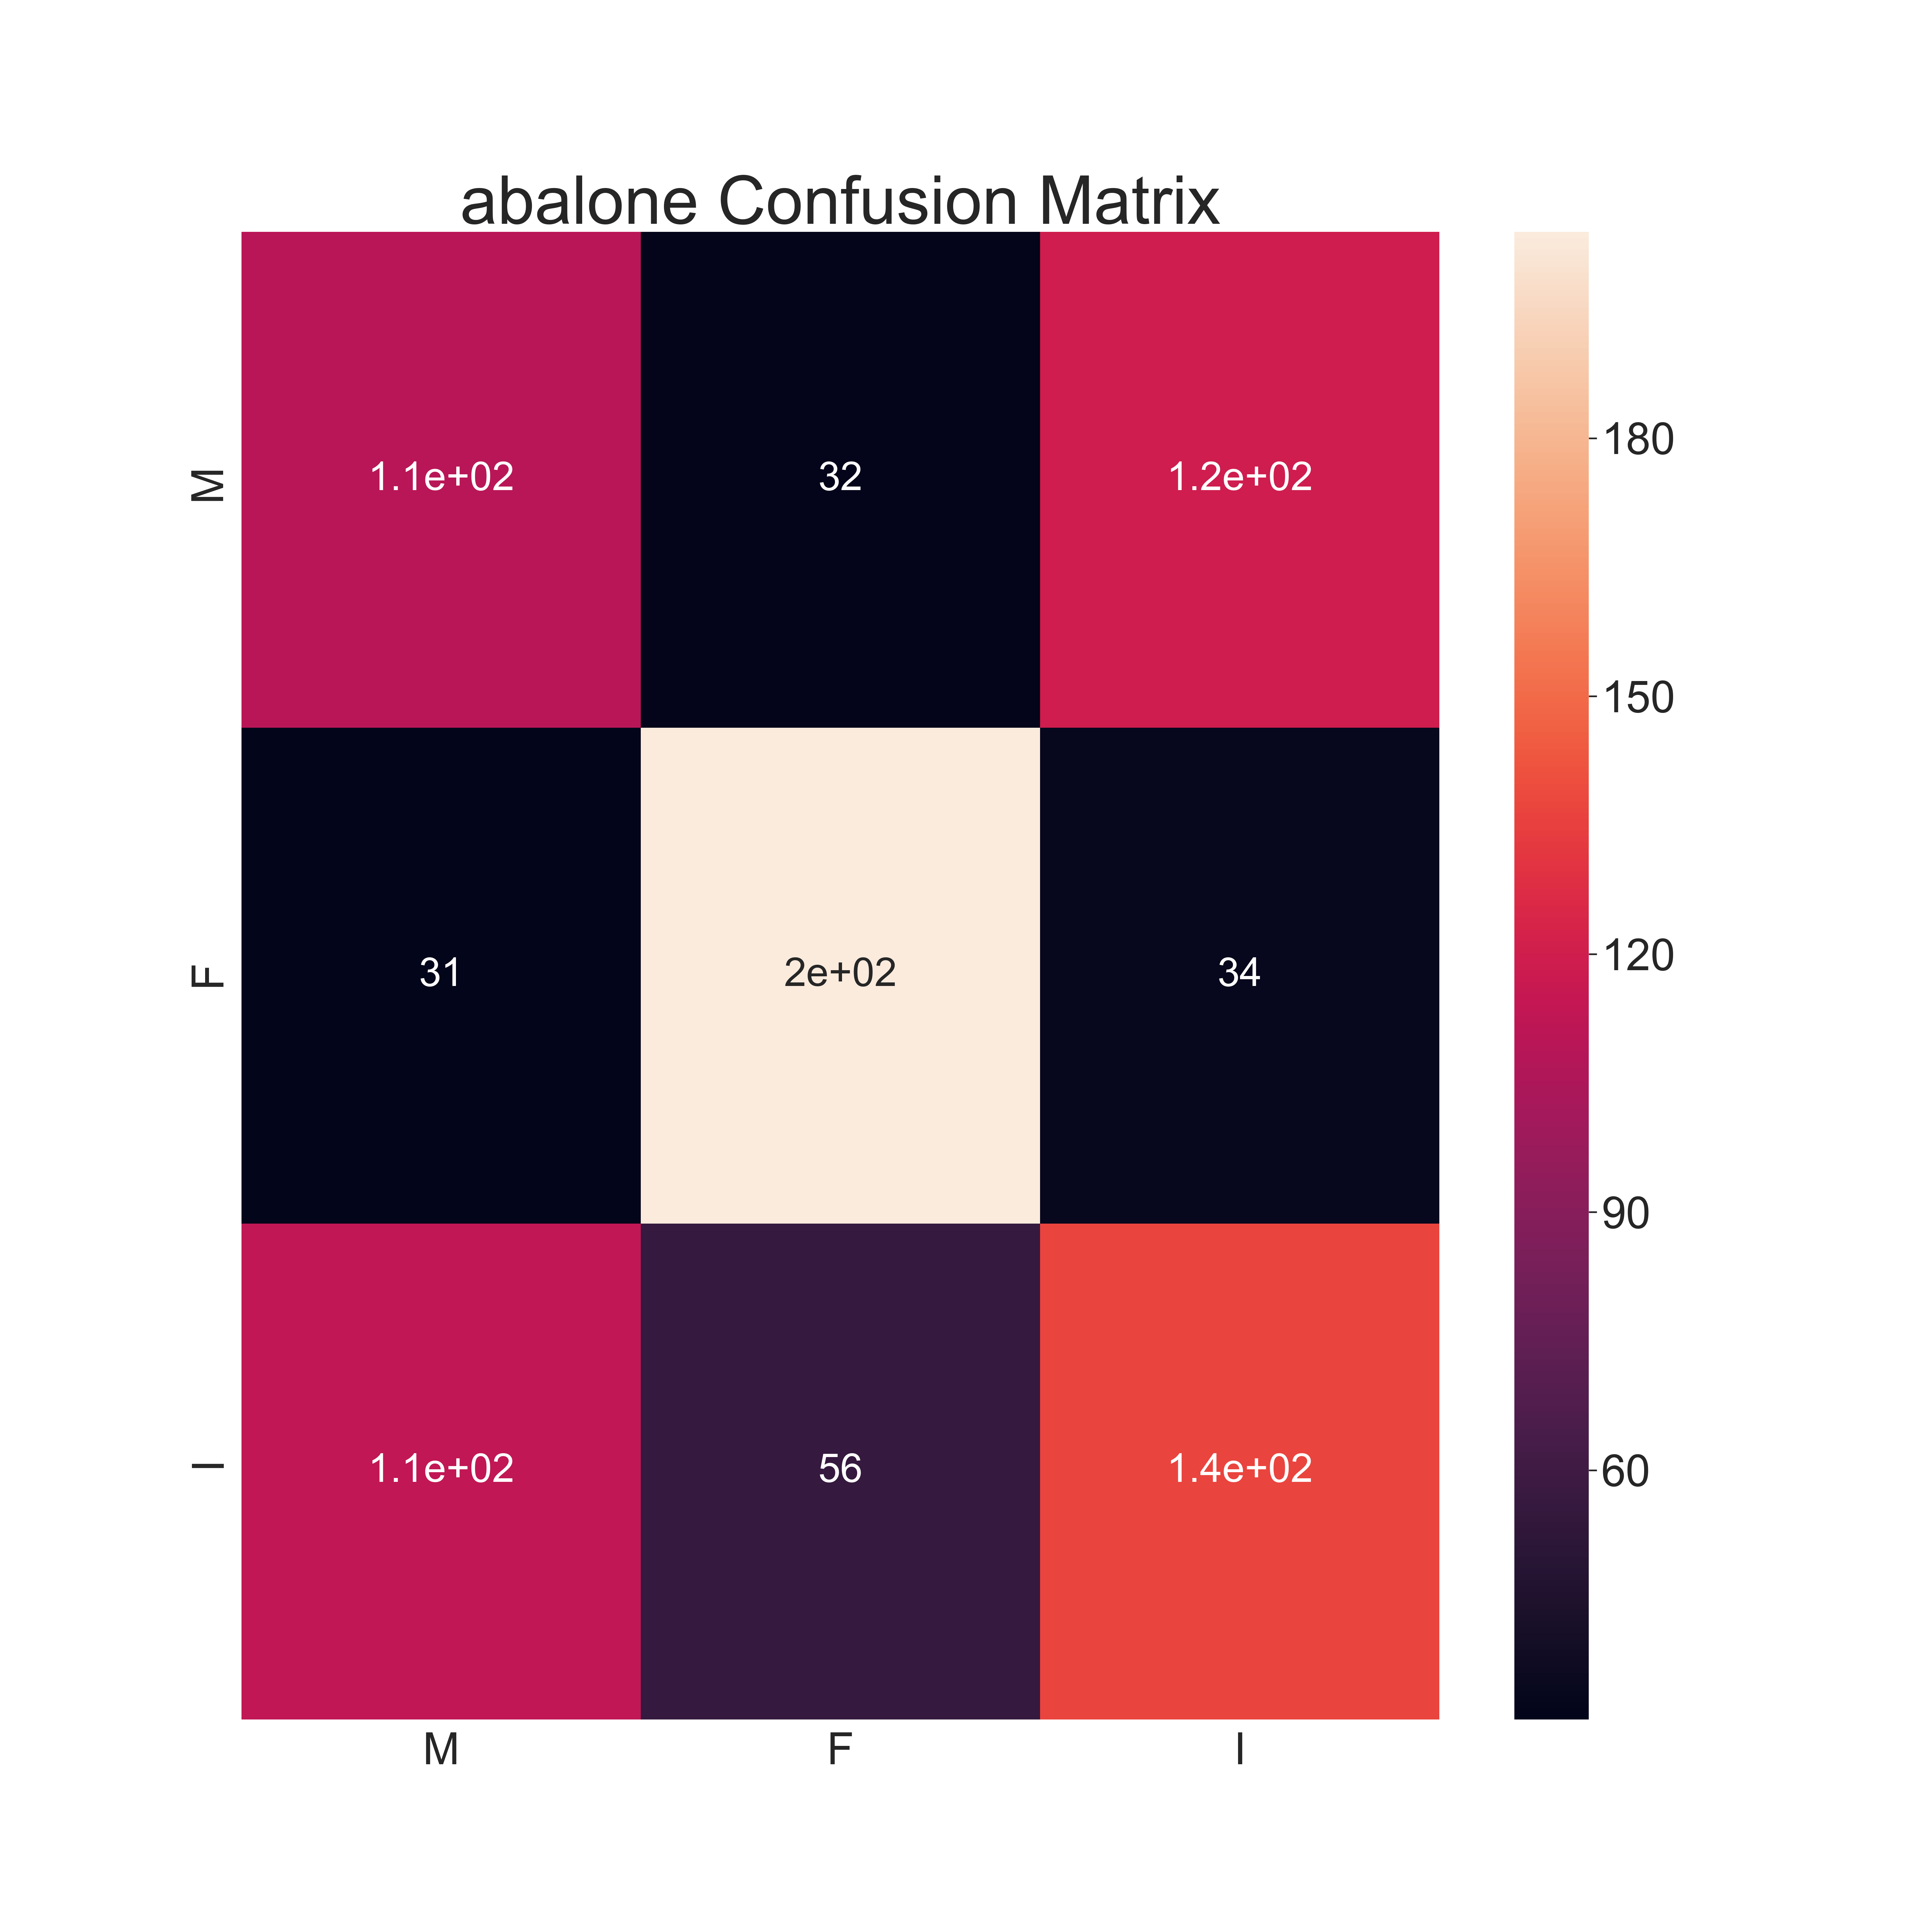 abalone Confusion Matrix
M
1.1e+02 32 1.2e+02
F
31 2e+02 34
I
1.1e+02 56 1.4e+02
M F I
180
150
120
90
60